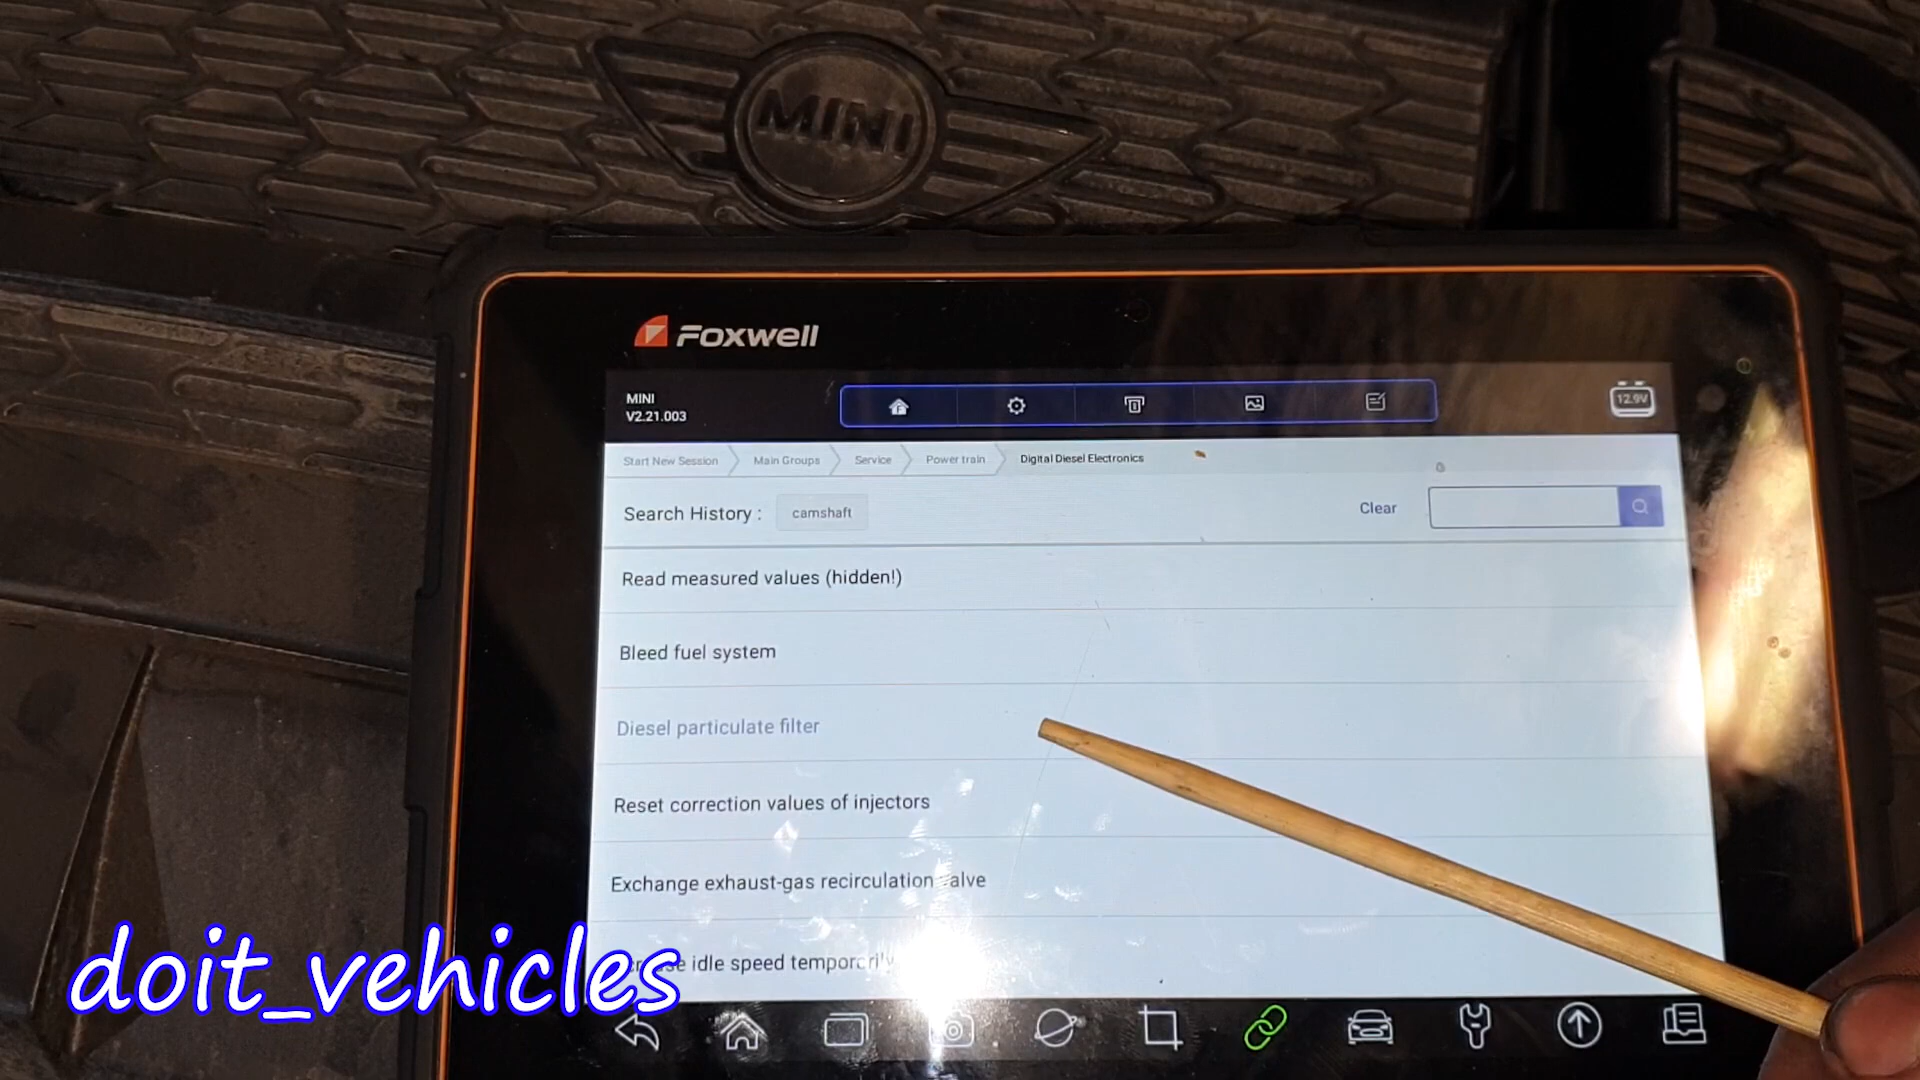 MINI
Foxwell
MINI
V2.21.003
12.9V
Start New Session
Main Groups
Service
Power train
Digital Diesel Electronics
Search History :
camshaft
Clear
Read measured values (hidden!)
Bleed fuel system
Diesel particulate filter
Reset correction values of injectors
Exchange exhaust-gas recirculation valve
idle speed temporarily
doit_vehicles